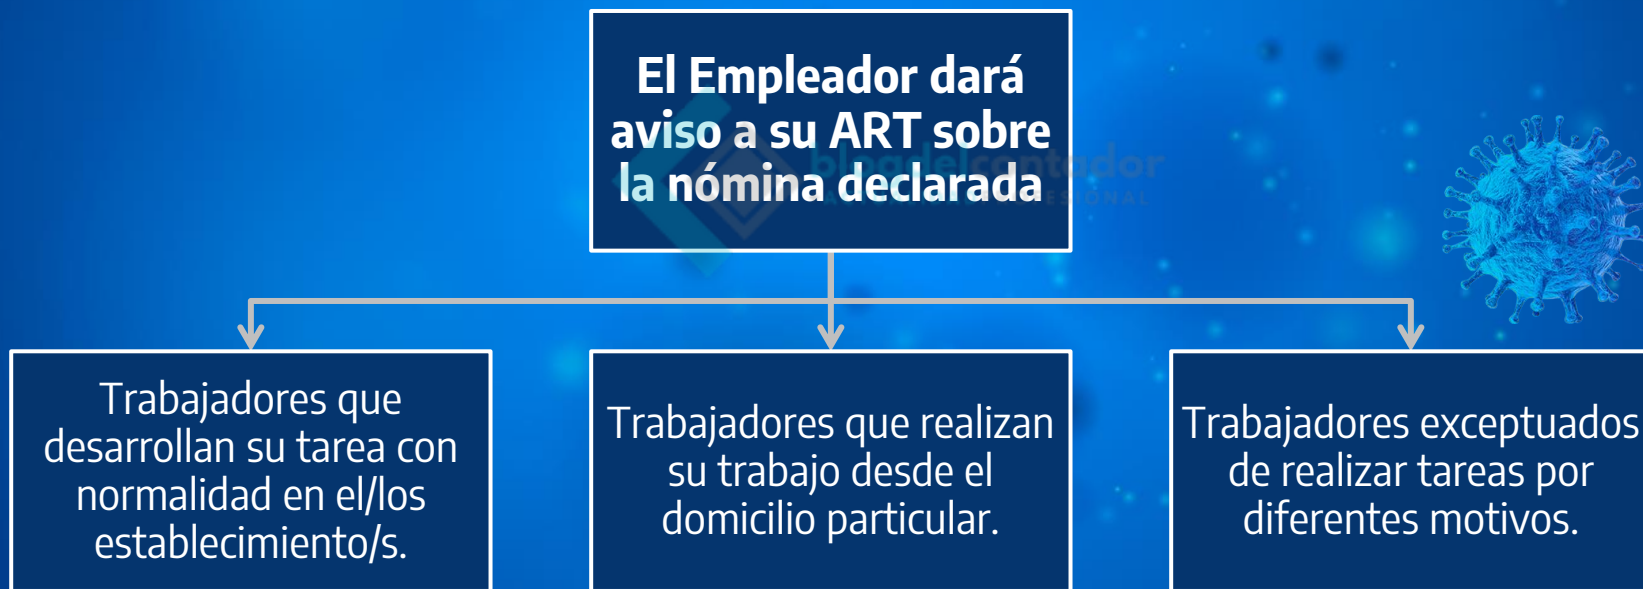 El Empleador dará
aviso a su ART sobre
la nómina declarada
blogdelcontador
Trabajadores que
desarrollan su tarea con
normalidad en el/los
establecimiento/s.
Trabajadores que realizan
su trabajo desde el
domicilio particular.
Trabajadores exceptuados
de realizar tareas por
diferentes motivos.